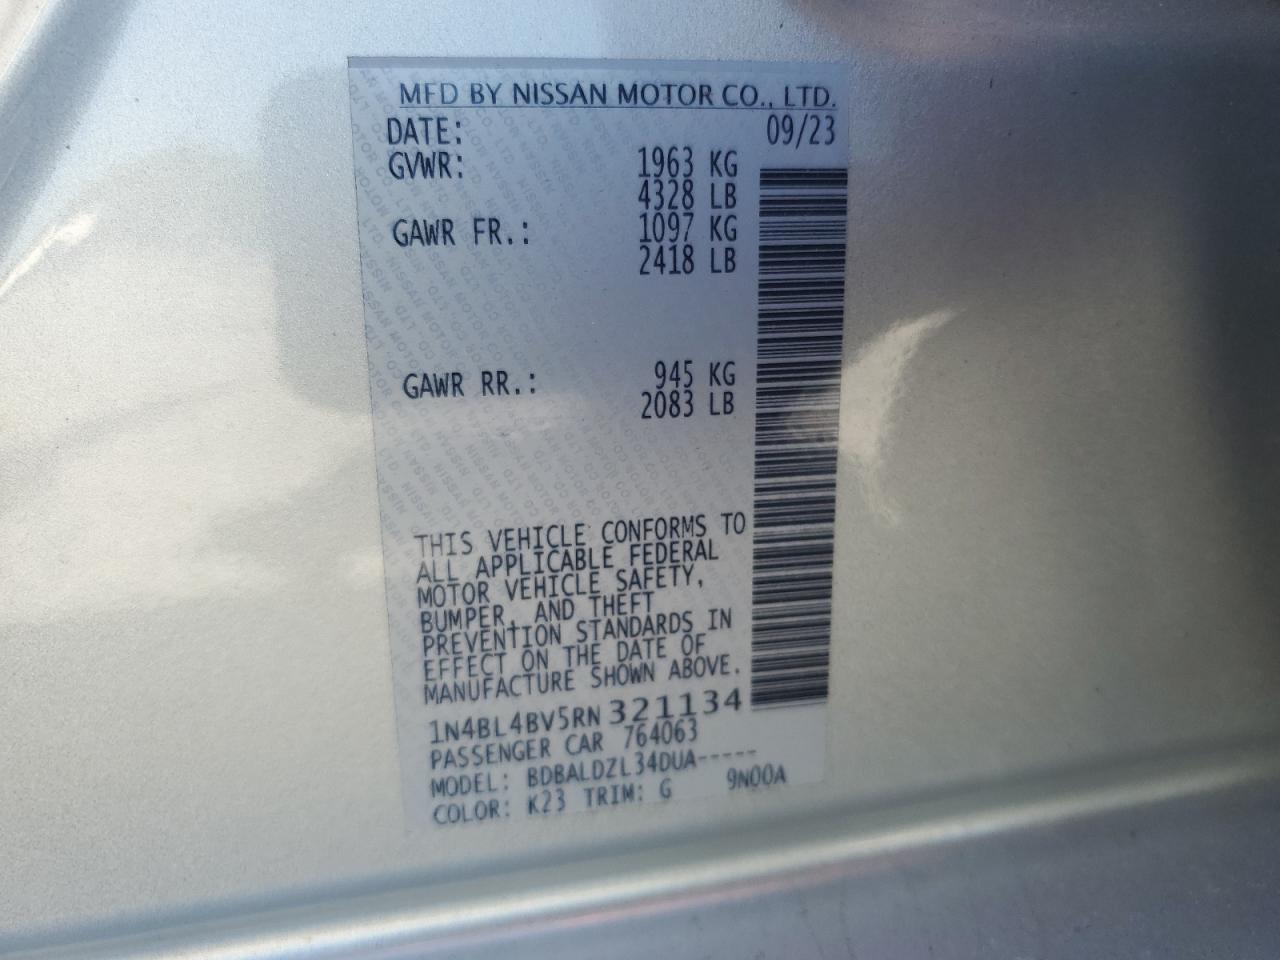 MFD BY NISSAN MOTOR CO., LTD.
DATE: 09/23
GVWR: 1963 KG
4328 LB
GAWR FR.: 1097 KG
2418 LB
GAWR RR.: 945 KG
2083 LB
THIS VEHICLE CONFORMS TO
ALL APPLICABLE FEDERAL
MOTOR VEHICLE SAFETY,
BUMPER, AND THEFT
PREVENTION STANDARDS IN
EFFECT ON THE DATE OF
MANUFACTURE SHOWN ABOVE.
1N4BL4BV5RN 321134
PASSENGER CAR 764063
MODEL: BDBALDZL34DUA-----
COLOR: K23 TRIM: G 9N00A